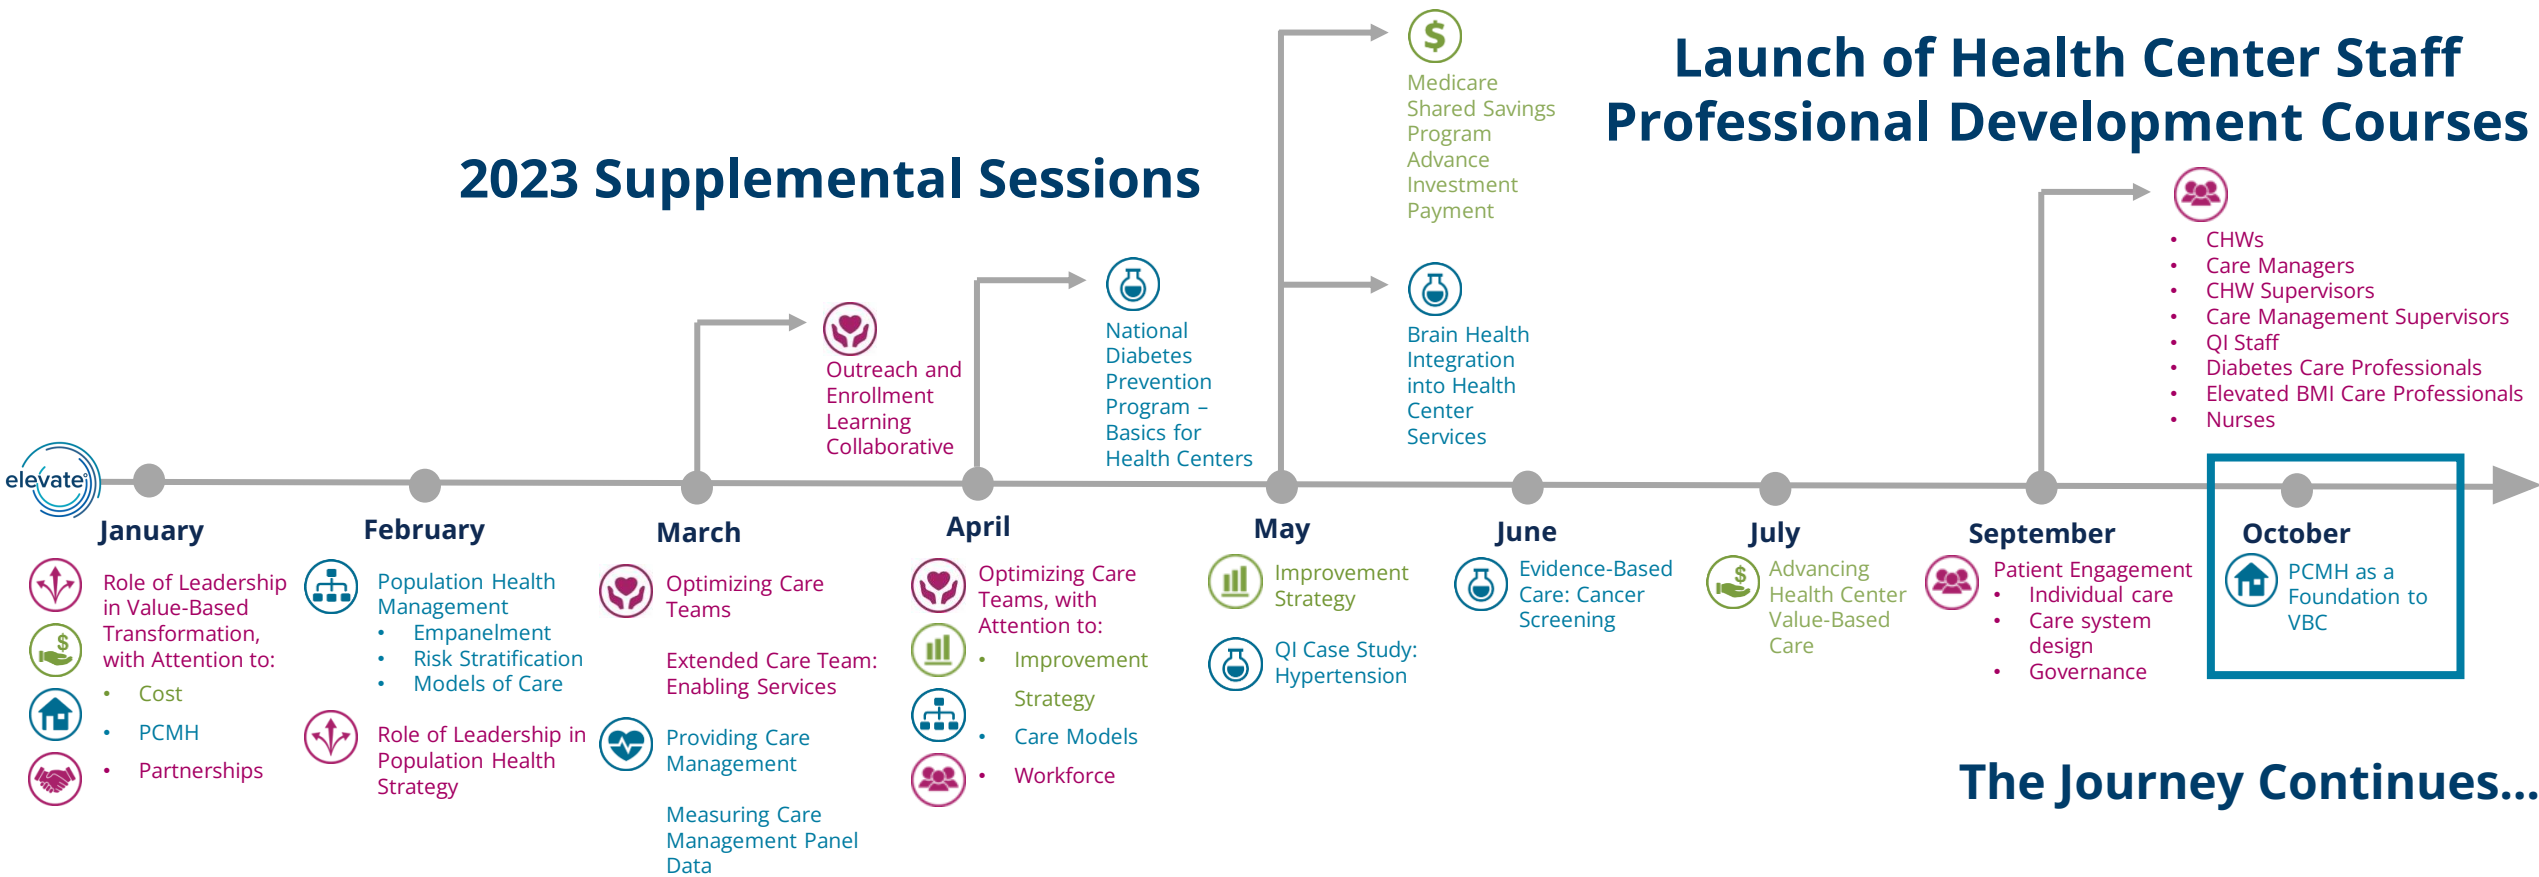 Launch of Health Center Staff
Professional Development Courses
2023 Supplemental Sessions
Medicare
Shared Savings
Program
Advance
Investment
Payment
Outreach and
Enrollment
Learning
Collaborative
National
Diabetes
Prevention
Program –
Basics for
Health Centers
Brain Health
Integration
into Health
Center
Services
• CHWs
• Care Managers
• CHW Supervisors
• Care Management Supervisors
• QI Staff
• Diabetes Care Professionals
• Elevated BMI Care Professionals
• Nurses
elevate
January
Role of Leadership
in Value-Based
Transformation,
with Attention to:
• Cost
• PCMH
• Partnerships
February
Population Health
Management
• Empanelment
• Risk Stratification
• Models of Care
Role of Leadership in
Population Health
Strategy
March
Optimizing Care
Teams
Extended Care Team:
Enabling Services
Providing Care
Management
Measuring Care
Management Panel
Data
April
Optimizing Care
Teams, with
Attention to:
• Improvement
Strategy
• Care Models
• Workforce
May
Improvement
Strategy
QI Case Study:
Hypertension
June
Evidence-Based
Care: Cancer
Screening
July
Advancing
Health Center
Value-Based
Care
September
Patient Engagement
• Individual care
• Care system
design
• Governance
October
PCMH as a
Foundation to
VBC
The Journey Continues...